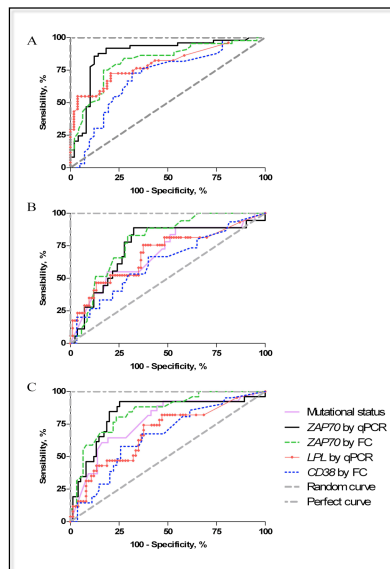 A
Sensibility, %
100
75
50
25
0
0
25
50
75
100
100 - Specificity, %
B
Sensibility, %
100
75
50
25
0
0
25
50
75
100
100 - Specificity, %
C
Sensibility, %
100
75
50
25
0
0
25
50
75
100
100 - Specificity, %
Mutational status
ZAP70 by qPCR
ZAP70 by FC
LPL by qPCR
CD38 by FC
Random curve
Perfect curve